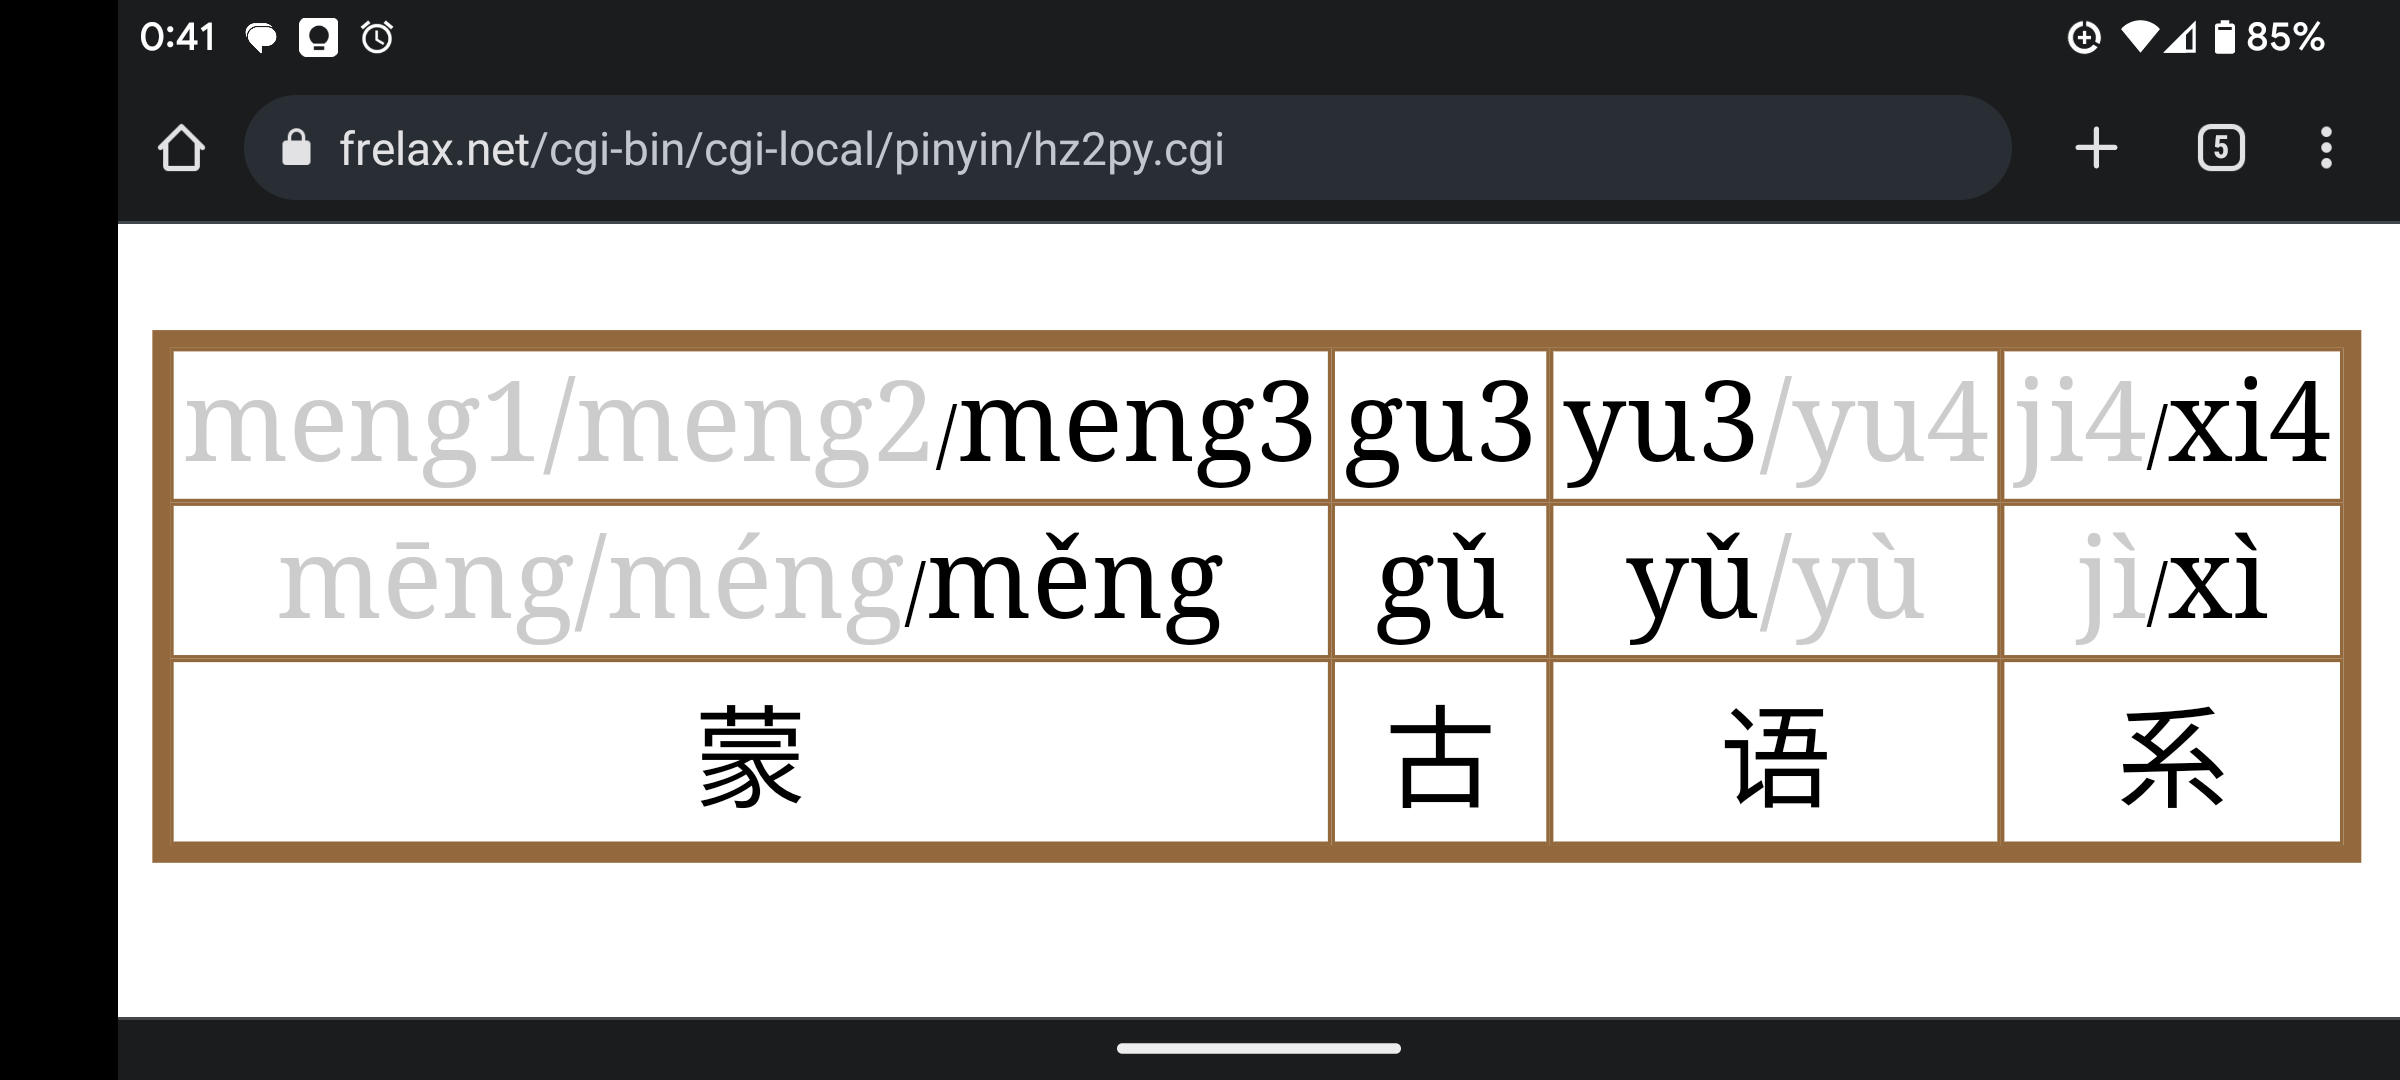 0:41 85%
frelax.net/cgi-bin/cgi-local/pinyin/hz2py.cgi 5
meng1/meng2/meng3 gu3 yu3/yu4 ji4/xi4
mēng/méng/měng gǔ yǔ/yù jì/xì
蒙 古 语 系